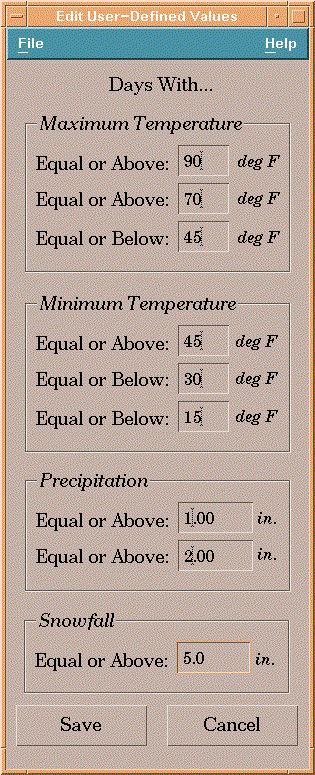 Edit User-Defined Values
File Help
Days With...
Maximum Temperature
Equal or Above: 90 deg F
Equal or Above: 70 deg F
Equal or Below: 45 deg F
Minimum Temperature
Equal or Above: 45 deg F
Equal or Below: 30 deg F
Equal or Below: 15 deg F
Precipitation
Equal or Above: 1.00 in.
Equal or Above: 2.00 in.
Snowfall
Equal or Above: 5.0 in.
Save Cancel